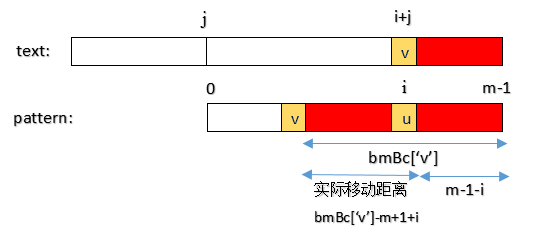 j i+j
text: v
0 i m-1
pattern: v u
bmBc['v']
实际移动距离 m-1-i
bmBc['v']-m+1+i